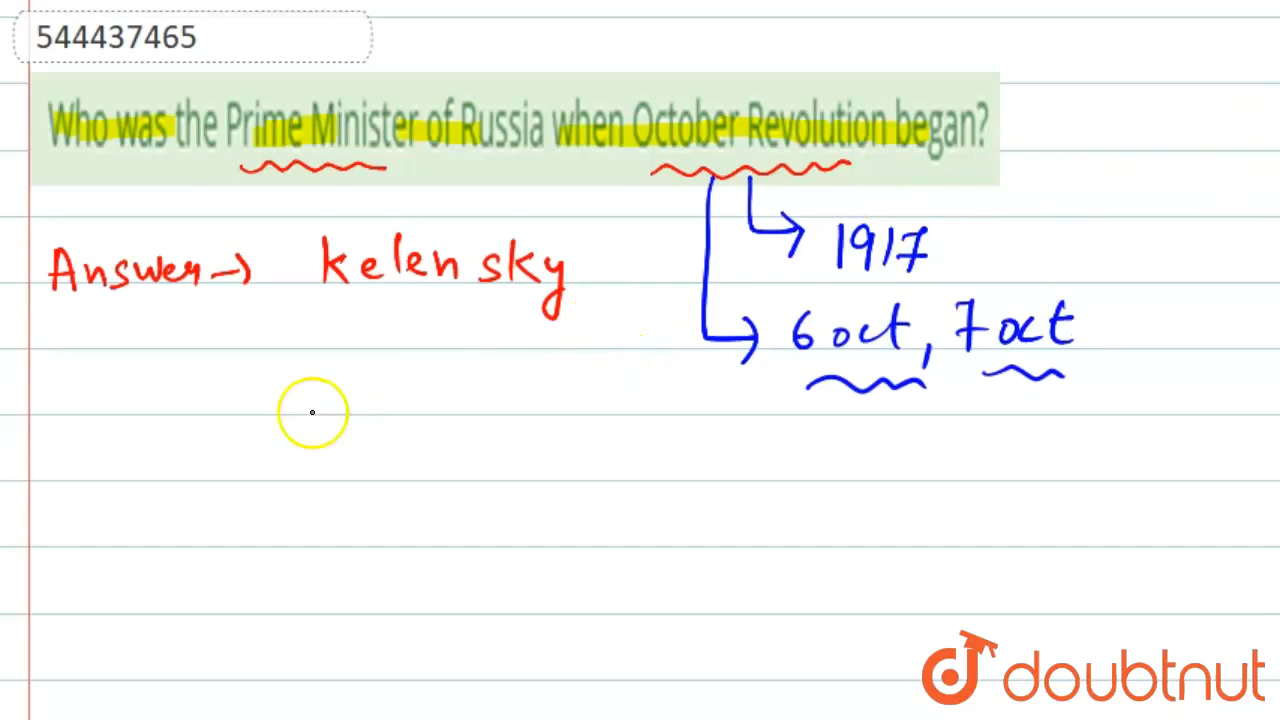 544437465
Who was the Prime Minister of Russia when October Revolution began?
Answer → kelensky
1917
6 oct, 7 oct
doubtnut